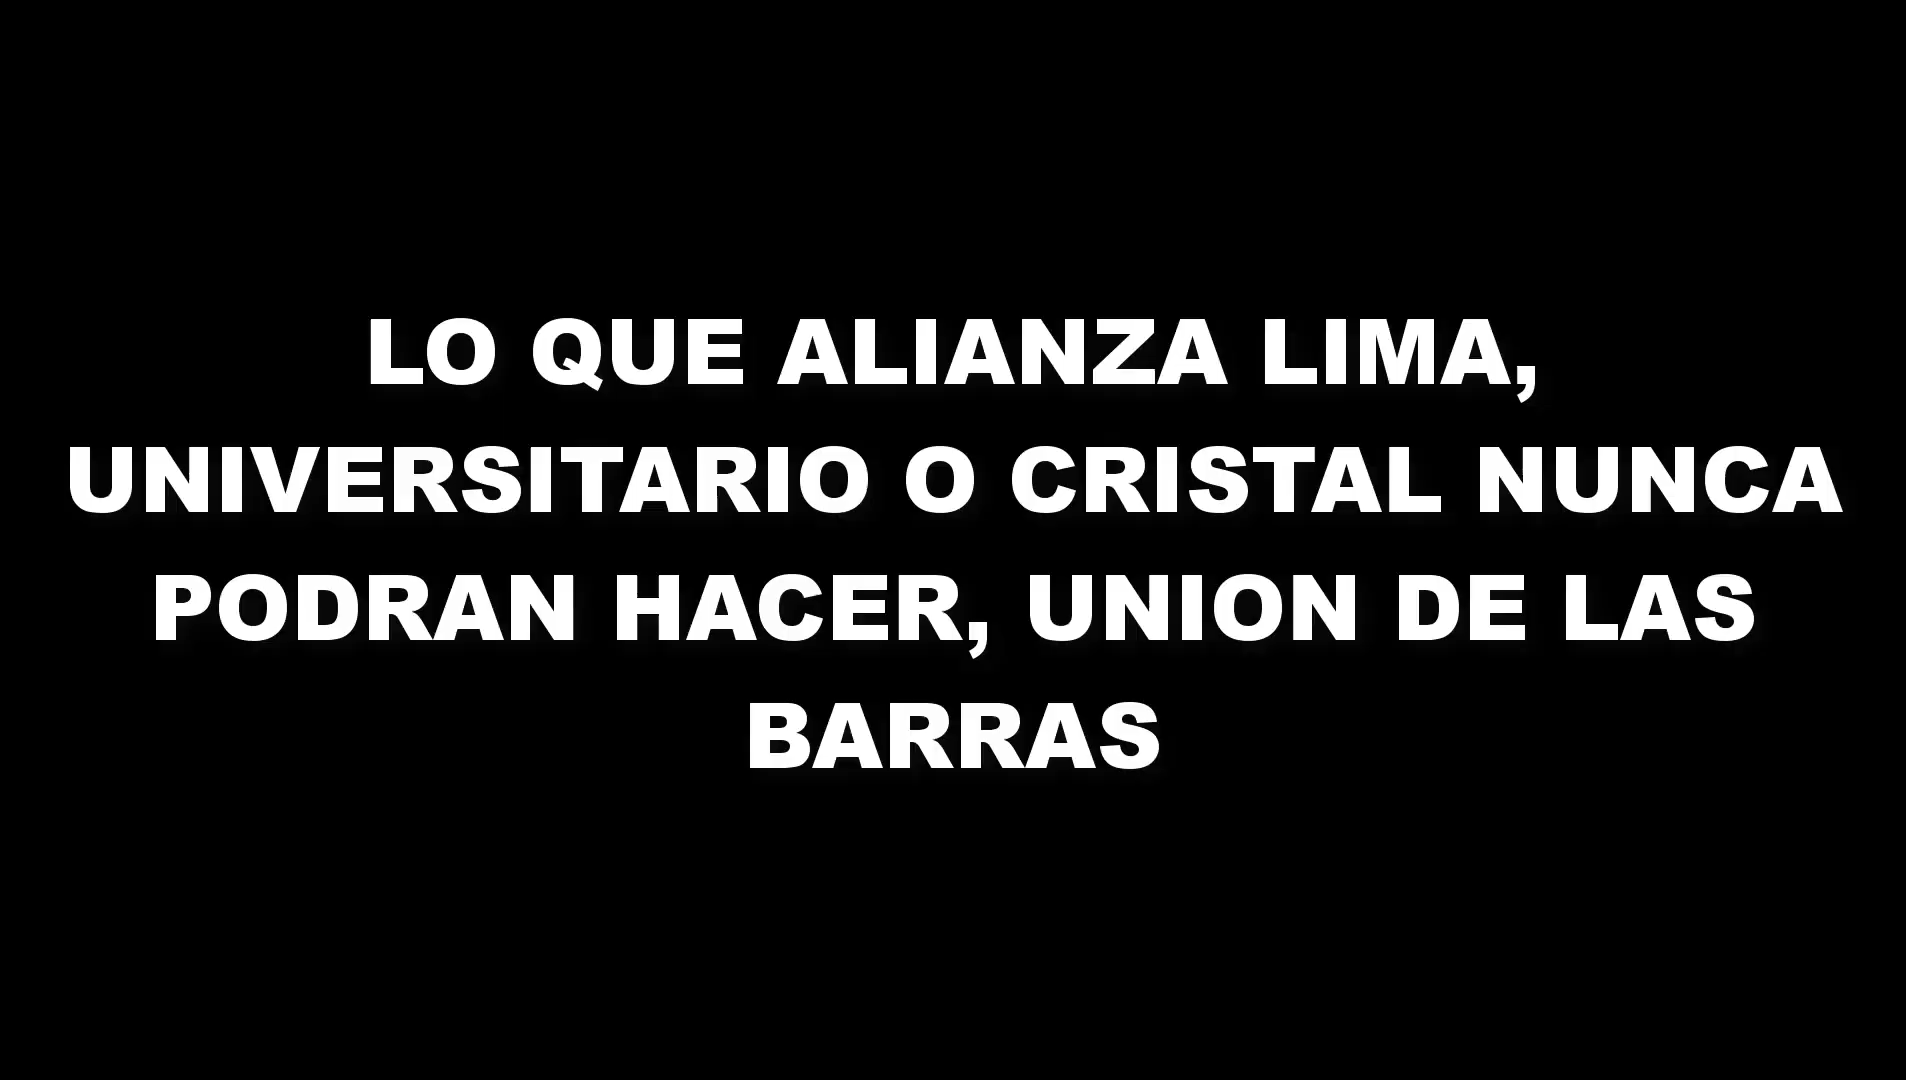 LO QUE ALIANZA LIMA,
UNIVERSITARIO O CRISTAL NUNCA
PODRAN HACER, UNION DE LAS
BARRAS